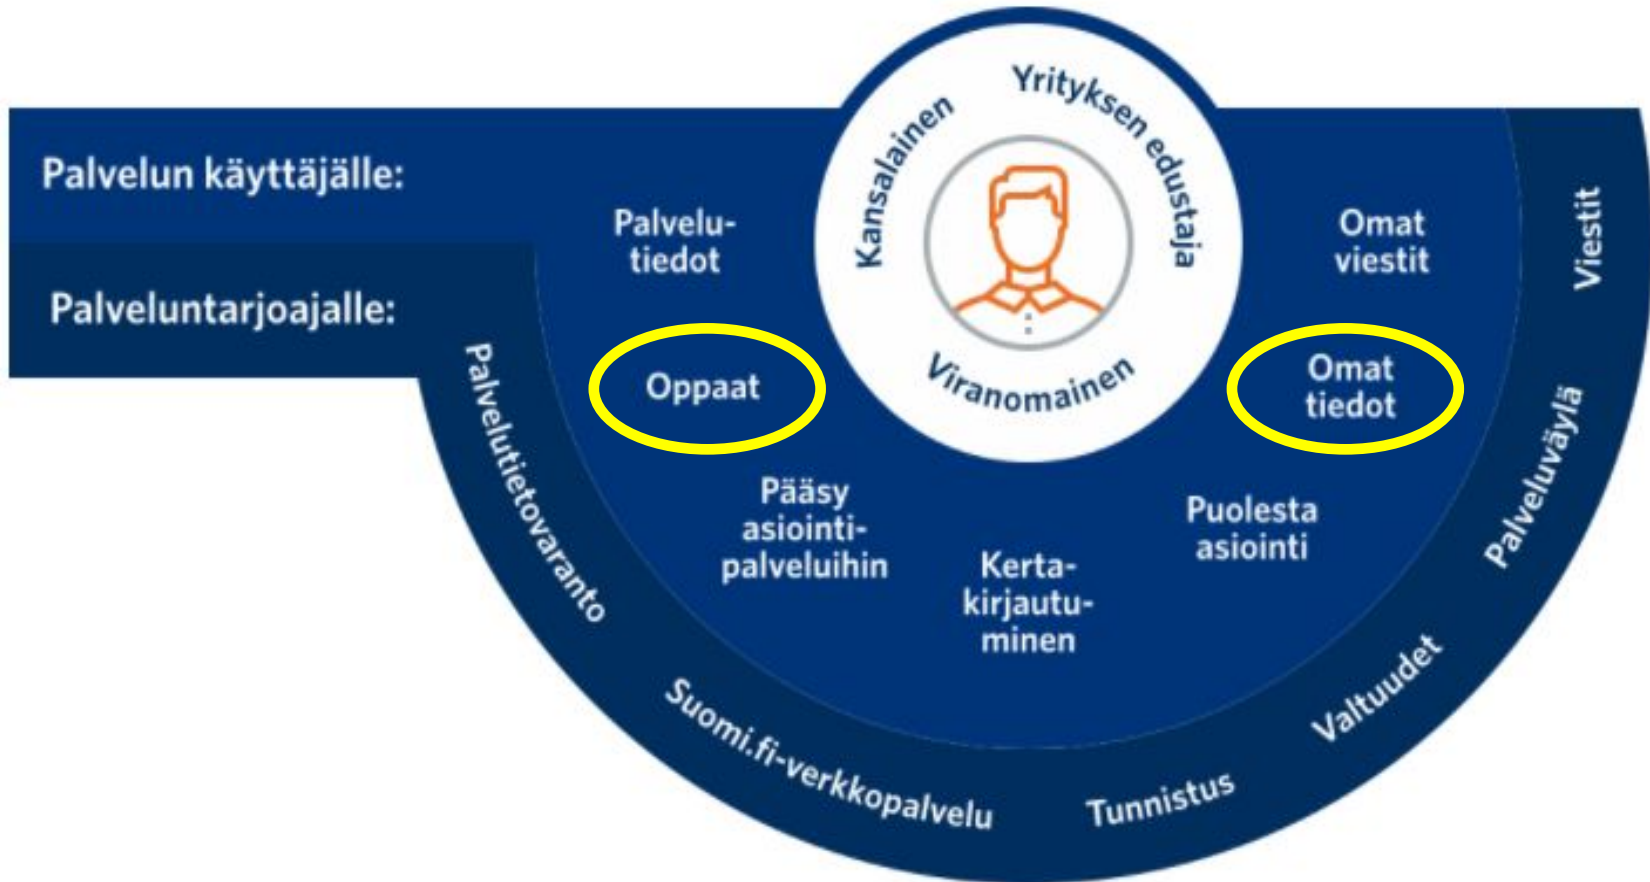 Kansalainen
Yrityksen edustaja
Viranomainen
Palvelun käyttäjälle:
Palvelu-
tiedot
Oppaat
Pääsy
asiointi-
palveluihin
Kerta-
kirjautu-
minen
Puolesta
asiointi
Omat
tiedot
Omat
viestit
Palveluntarjoajalle:
Palvelutietovaranto
Suomi.fi-verkkopalvelu
Tunnistus
Valtuudet
Palveluväylä
Viestit